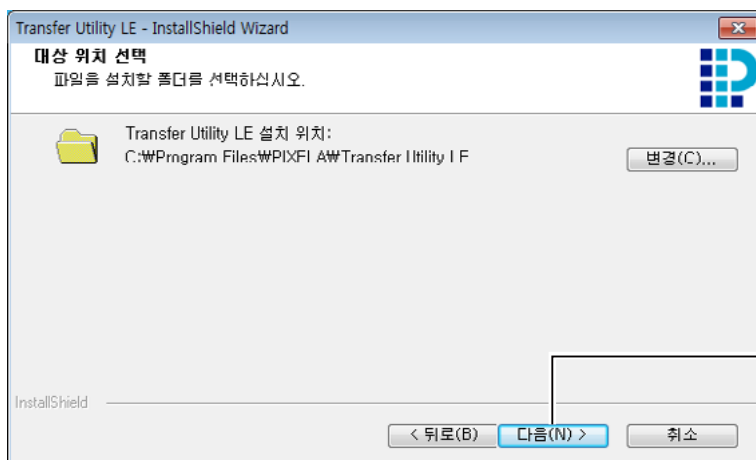 Transfer Utility LE - InstallShield Wizard
대상 위치 선택
파일을 설치할 폴더를 선택하십시오.
Transfer Utility LE 설치 위치:
C:₩Program Files₩PIXELA₩Transfer Utility LE
변경(C)...
InstallShield
< 뒤로(B)
다음(N) >
취소